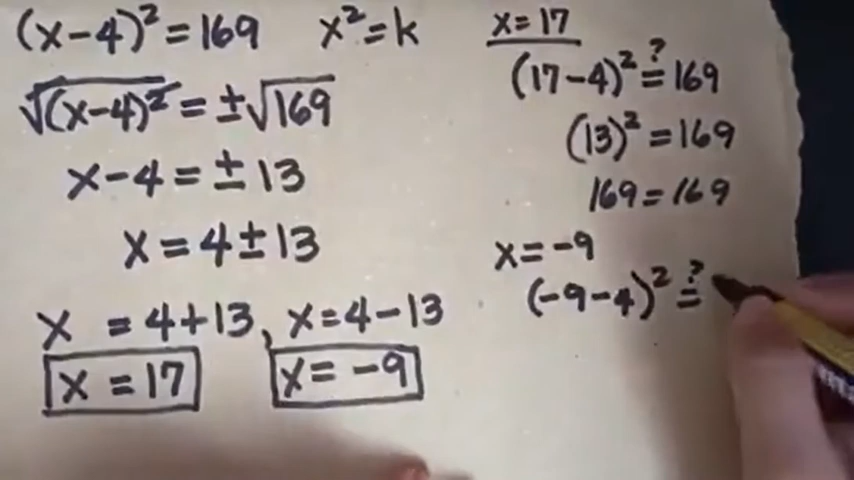 (x-4)² = 169
x² = k
√(x-4)² = ±√169
x-4 = ±13
x = 4±13
x = 4+13, x = 4-13
x = 17
x = -9
x = 17
(17-4)² ≟ 169
(13)² = 169
169 = 169
x = -9
(-9-4)² ≟